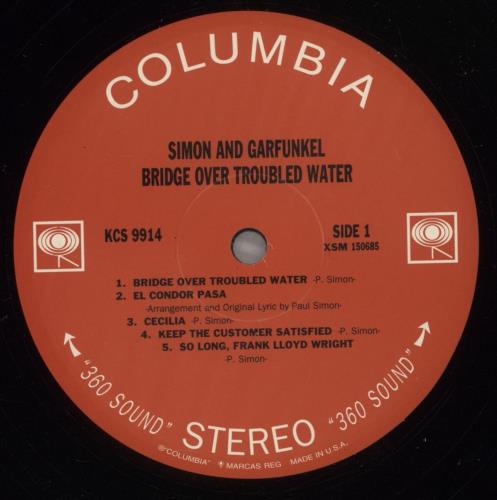 COLUMBIA
SIMON AND GARFUNKEL
BRIDGE OVER TROUBLED WATER
KCS 9914
SIDE 1
XSM 150685
1. BRIDGE OVER TROUBLED WATER -P. Simon-
2. EL CONDOR PASA
-Arrangement and Original Lyric by Paul Simon-
3. CECILIA -P. Simon-
4. KEEP THE CUSTOMER SATISFIED -P. Simon-
5. SO LONG, FRANK LLOYD WRIGHT
-P. Simon-
"360 SOUND" STEREO "360 SOUND"
℗"COLUMBIA" MARCAS REG MADE IN U.S.A.